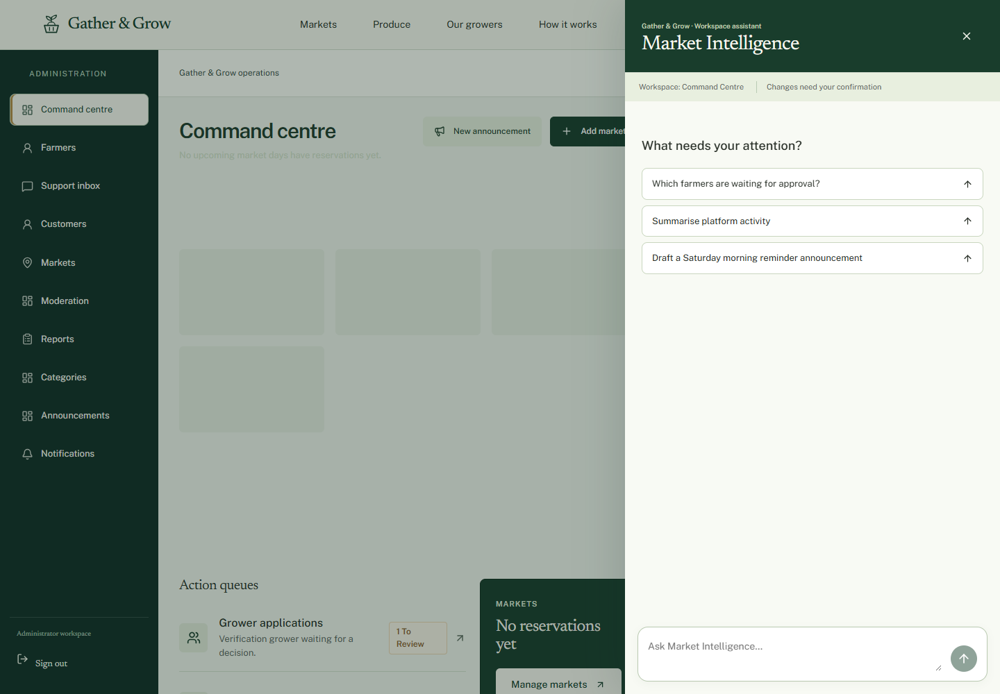 Gather & Grow
Markets
Produce
Our growers
How it works
ADMINISTRATION
Command centre
Farmers
Support inbox
Customers
Markets
Moderation
Reports
Categories
Announcements
Notifications
Administrator workspace
Sign out
Gather & Grow operations
Command centre
No upcoming market days have reservations yet.
New announcement
Add market
Action queues
Grower applications
Verification grower waiting for a
decision.
1 To
Review
MARKETS
No reservations
yet
Manage markets
Gather & Grow · Workspace assistant
Market Intelligence
Workspace: Command Centre
Changes need your confirmation
What needs your attention?
Which farmers are waiting for approval?
Summarise platform activity
Draft a Saturday morning reminder announcement
Ask Market Intelligence...